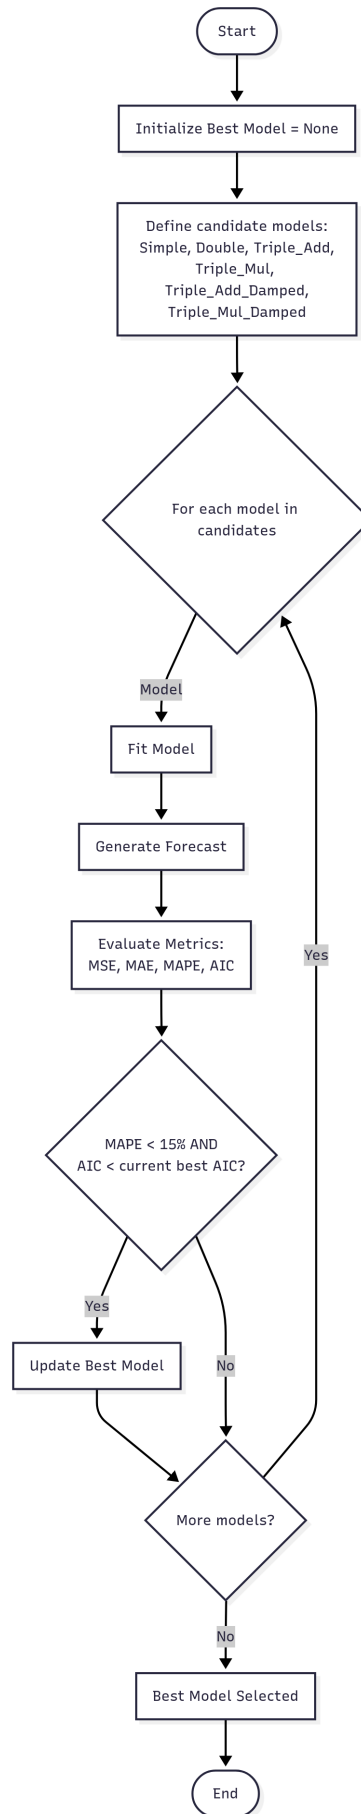 Start
Initialize Best Model = None
Define candidate models:
Simple, Double, Triple_Add,
Triple_Mul,
Triple_Add_Damped,
Triple_Mul_Damped
For each model in
candidates
Model
Fit Model
Generate Forecast
Evaluate Metrics:
MSE, MAE, MAPE, AIC
Yes
MAPE < 15% AND
AIC < current best AIC?
Yes
Update Best Model
No
More models?
No
Best Model Selected
End